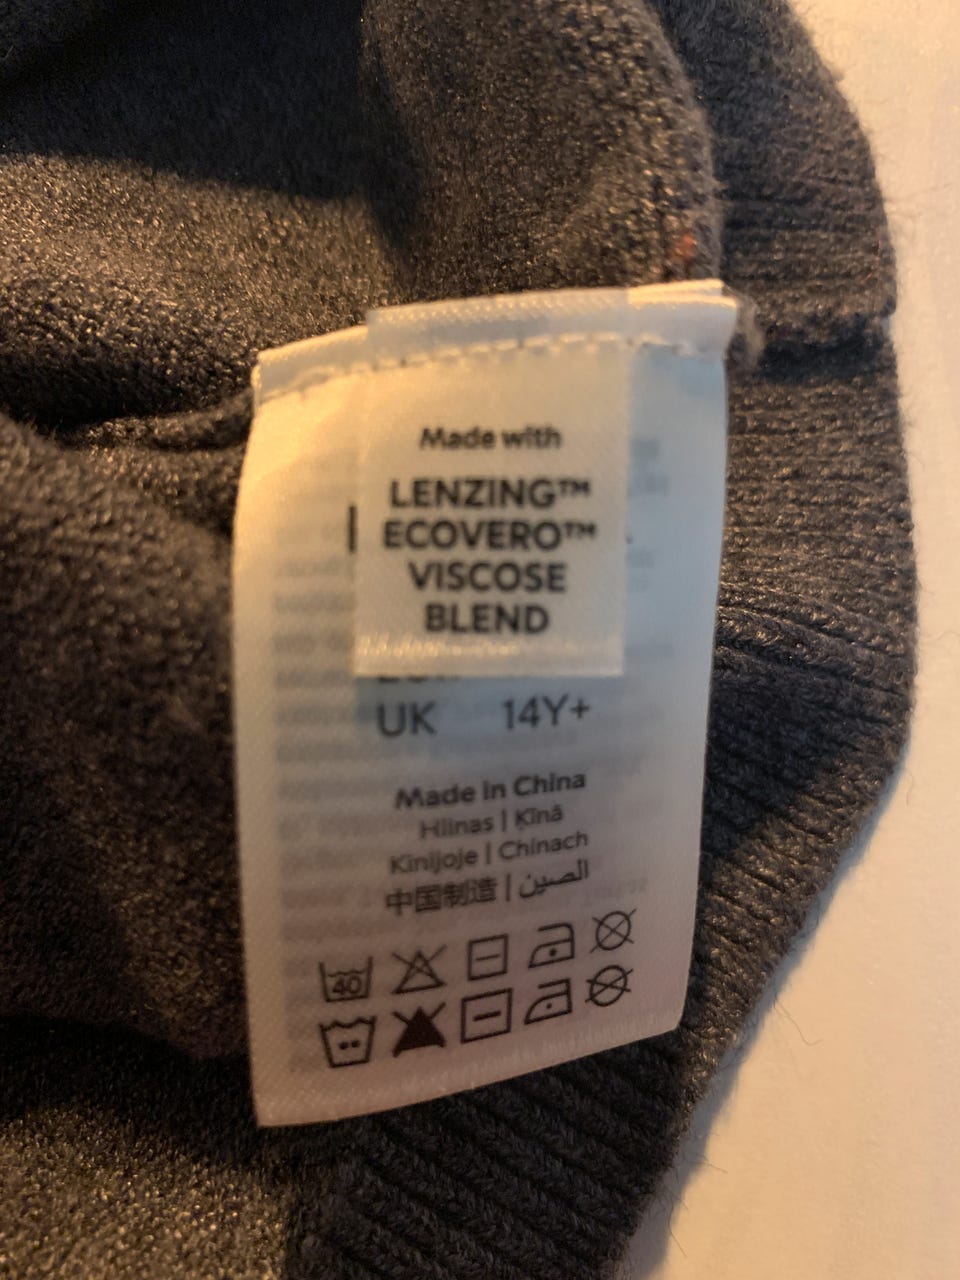 Made with
LENZING™
ECOVERO™
VISCOSE
BLEND
UK 14Y+
Made in China
Hiinas | Ķīnā
Kinijoje | Chinach
中国制造 | الصين
40